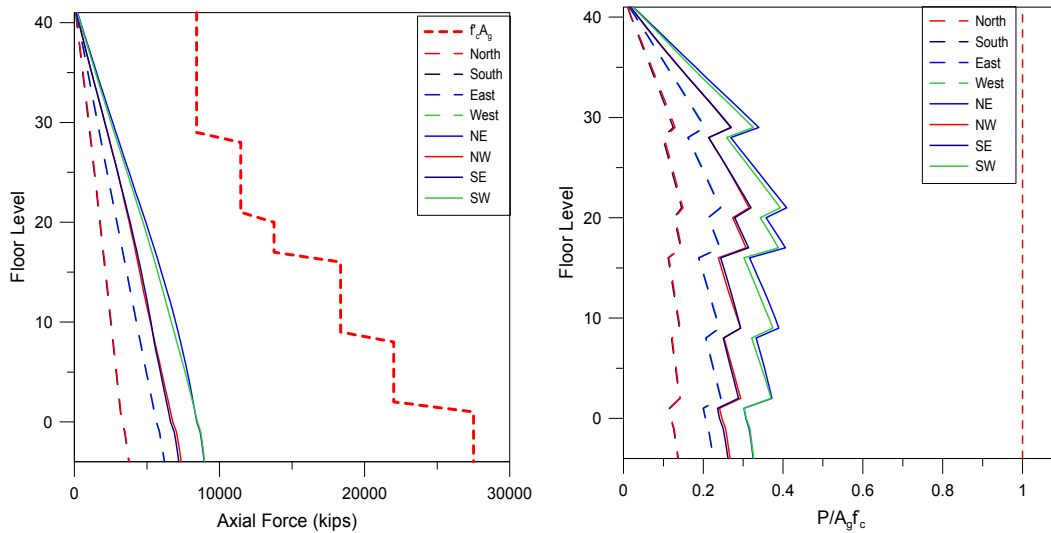 40
30
20
10
0
Floor Level
0
10000
20000
30000
Axial Force (kips)
f'cAg
North
South
East
West
NE
NW
SE
SW
40
30
20
10
0
Floor Level
0
0.2
0.4
0.6
0.8
1
P/Agf'c
North
South
East
West
NE
NW
SE
SW